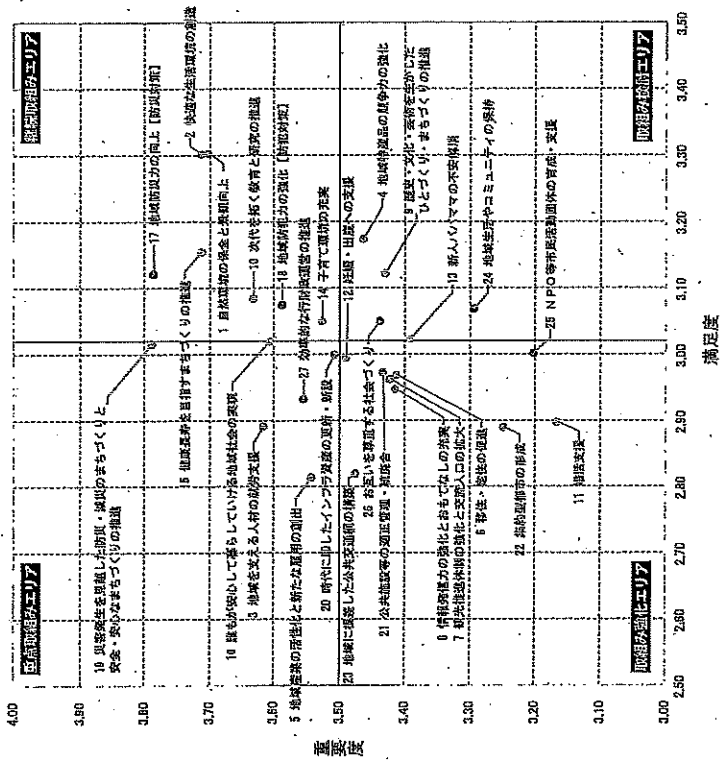 重点取組みエリア
継続取組みエリア
取組み強化エリア
取組み検討エリア
重要度
満足度
4.00
3.90
3.80
3.70
3.60
3.50
3.40
3.30
3.20
3.10
3.00
2.50
2.60
2.70
2.80
2.90
3.00
3.10
3.20
3.30
3.40
3.50
19 災害発生を見越した防災・減災のまちづくりと
安全・安心なまちづくりの推進
17 地域防災力の向上［防災対策］
15 健康長寿を目指すまちづくりの推進
2 快適な生活環境の創造
1 自然環境の保全と景観向上
16 誰もが安心して暮らしていける地域社会の実現
10 次代を拓く教育と研究の推進
3 地域を支える人材の就労支援
18 地域防犯力の強化［防犯対策］
27 効率的な行財政運営の推進
5 地域産業の活性化と新たな雇用の創出
14 子育て環境の充実
20 時代に即したインフラ資産の更新・新設
12 妊娠・出産への支援
23 地域に根差した公共交通網の構築
4 地域特産品の競争力の強化
26 お互いを尊重する社会づくり
9 歴史・文化・芸術を生かした
ひとづくり・まちづくりの推進
21 公共施設等の適正管理・統廃合
13 新人パパ・ママの不安解消
8 情報発信力の強化とおもてなしの充実
7 観光推進体制の強化と交流人口の拡大
6 移住・定住の促進
24 地域生活やコミュニティの保持
22 集約型都市の形成
25 NPO等市民活動団体の育成・支援
11 婚活支援